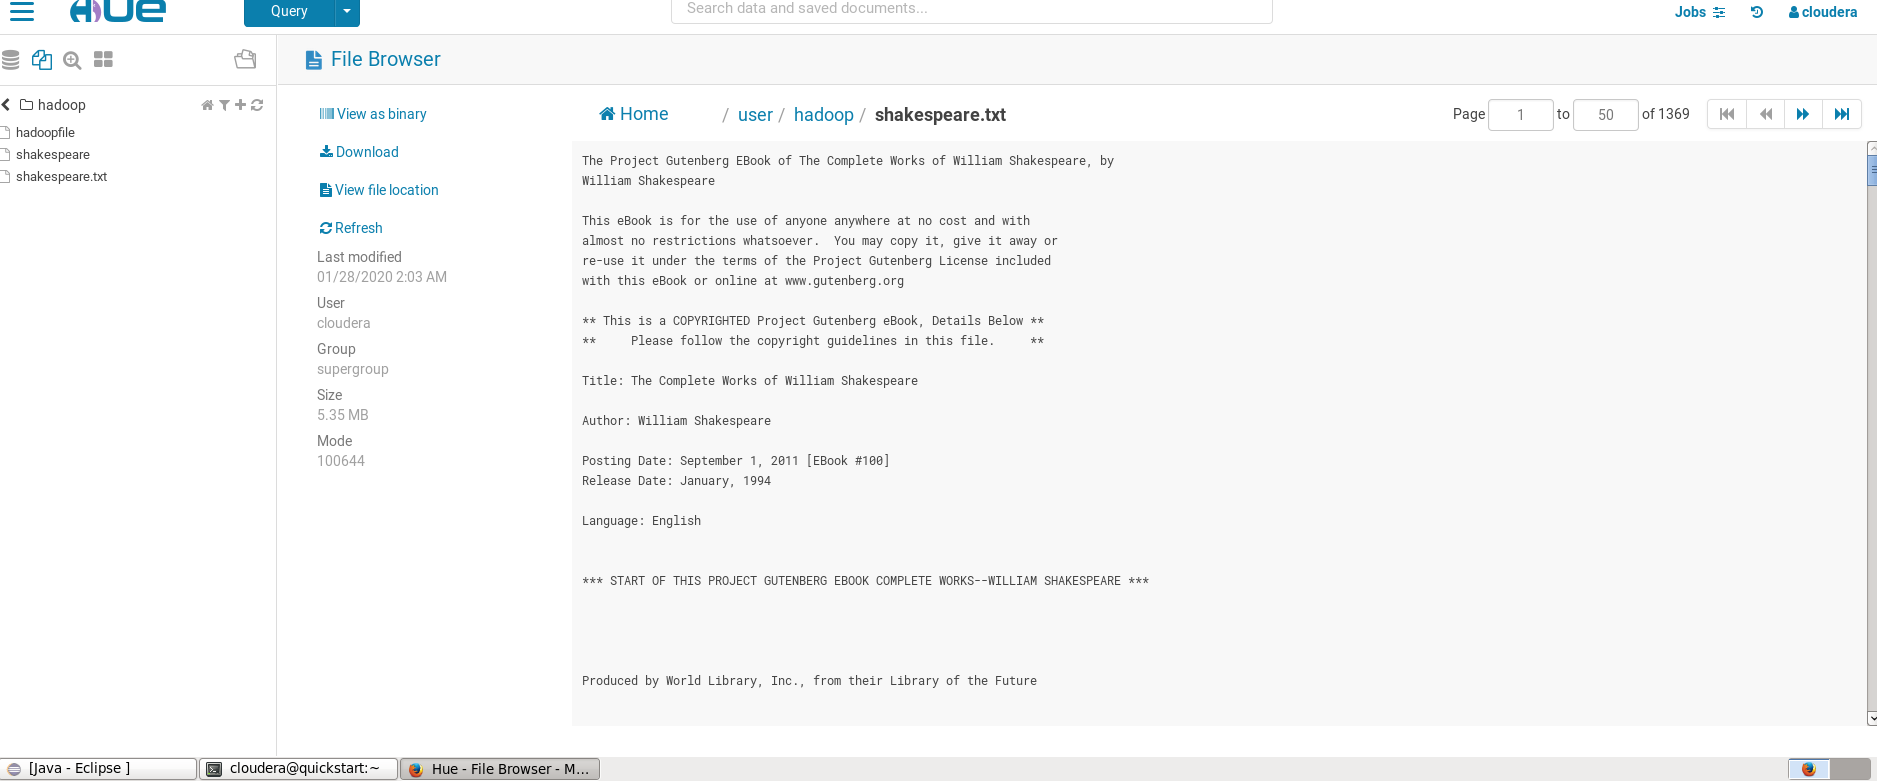 HUE
Query
Search data and saved documents...
Jobs
cloudera
File Browser
hadoop
hadoopfile
shakespeare
shakespeare.txt
View as binary
Download
View file location
Refresh
Last modified
01/28/2020 2:03 AM
User
cloudera
Group
supergroup
Size
5.35 MB
Mode
100644
Home / user / hadoop / shakespeare.txt
Page 1 to 50 of 1369
The Project Gutenberg EBook of The Complete Works of William Shakespeare, by
William Shakespeare
This eBook is for the use of anyone anywhere at no cost and with
almost no restrictions whatsoever.  You may copy it, give it away or
re-use it under the terms of the Project Gutenberg License included
with this eBook or online at www.gutenberg.org
** This is a COPYRIGHTED Project Gutenberg eBook, Details Below **
**     Please follow the copyright guidelines in this file.     **
Title: The Complete Works of William Shakespeare
Author: William Shakespeare
Posting Date: September 1, 2011 [EBook #100]
Release Date: January, 1994
Language: English
*** START OF THIS PROJECT GUTENBERG EBOOK COMPLETE WORKS--WILLIAM SHAKESPEARE ***
Produced by World Library, Inc., from their Library of the Future
[Java - Eclipse ]
cloudera@quickstart:~
Hue - File Browser - M...